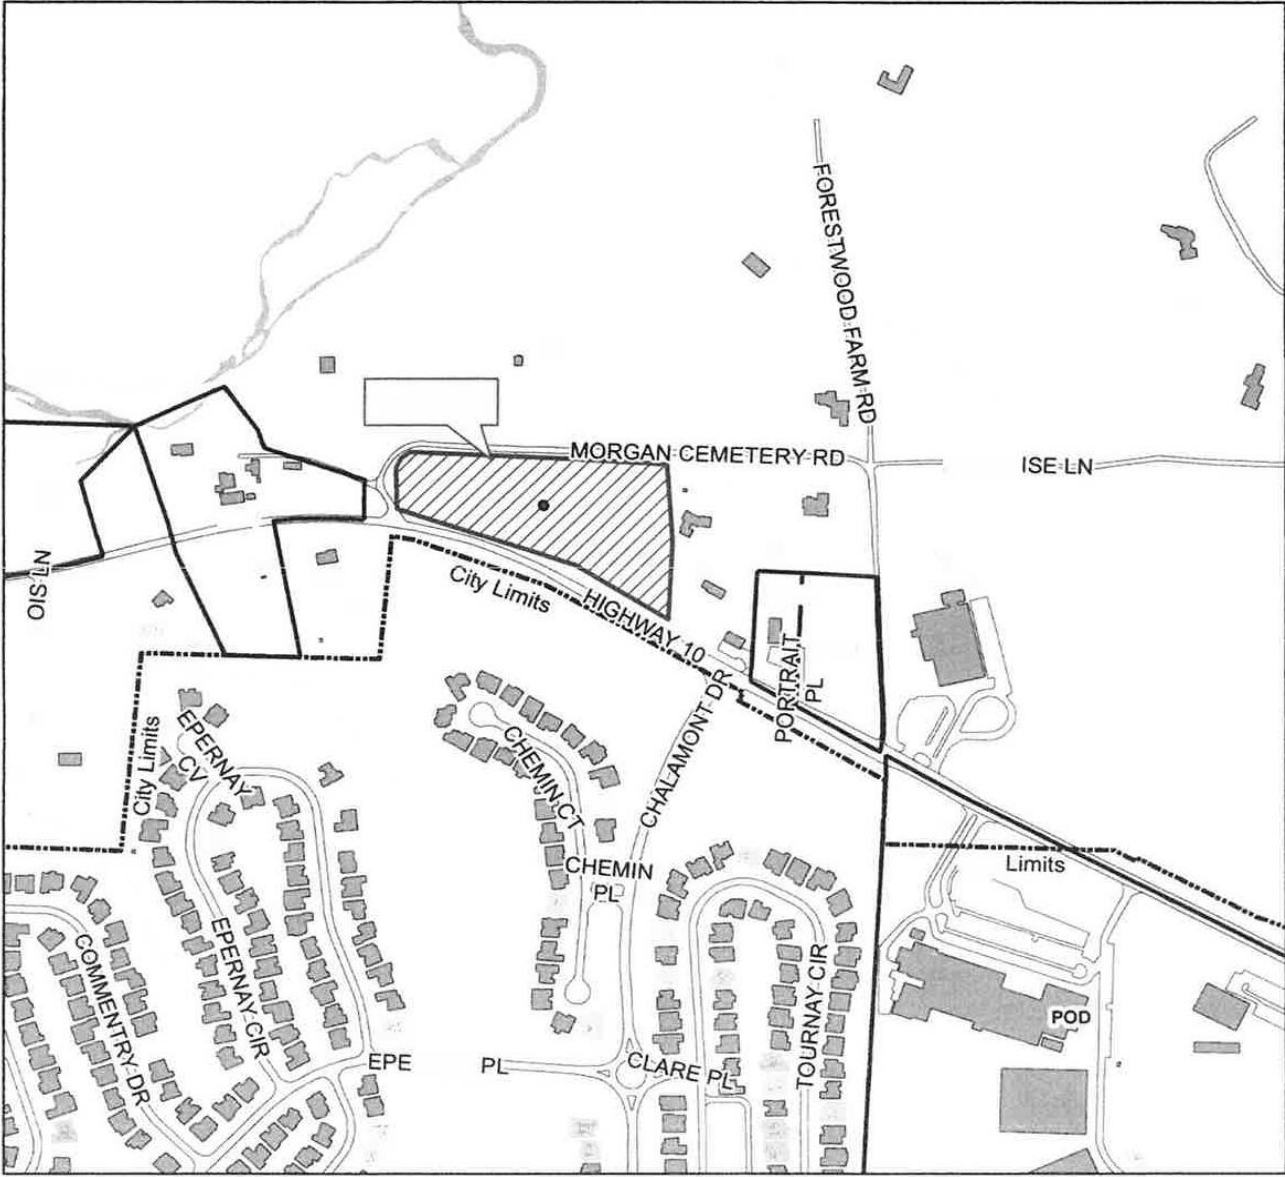 FORESTWOOD FARM RD
MORGAN CEMETERY RD
ISE LN
OIS LN
City Limits
HIGHWAY 10
PORTRAIT
PL
CHALAMONT DR
City Limits
EPERNAY
CV
CHEMIN CT
CHEMIN
PL
Limits
COMMENTRY DR
EPERNAY CIR
TOURNAY CIR
POD
EPE
PL
CLARE PL